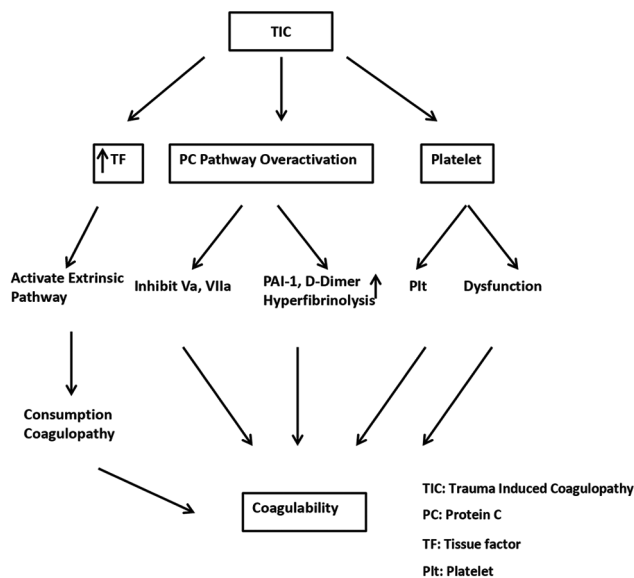 TIC
↑TF
PC Pathway Overactivation
Platelet
Activate Extrinsic
Pathway
Inhibit Va, VIIa
PAI-1, D-Dimer
Hyperfibrinolysis↑
Plt
Dysfunction
Consumption
Coagulopathy
Coagulability
TIC: Trauma Induced Coagulopathy
PC: Protein C
TF: Tissue factor
Plt: Platelet